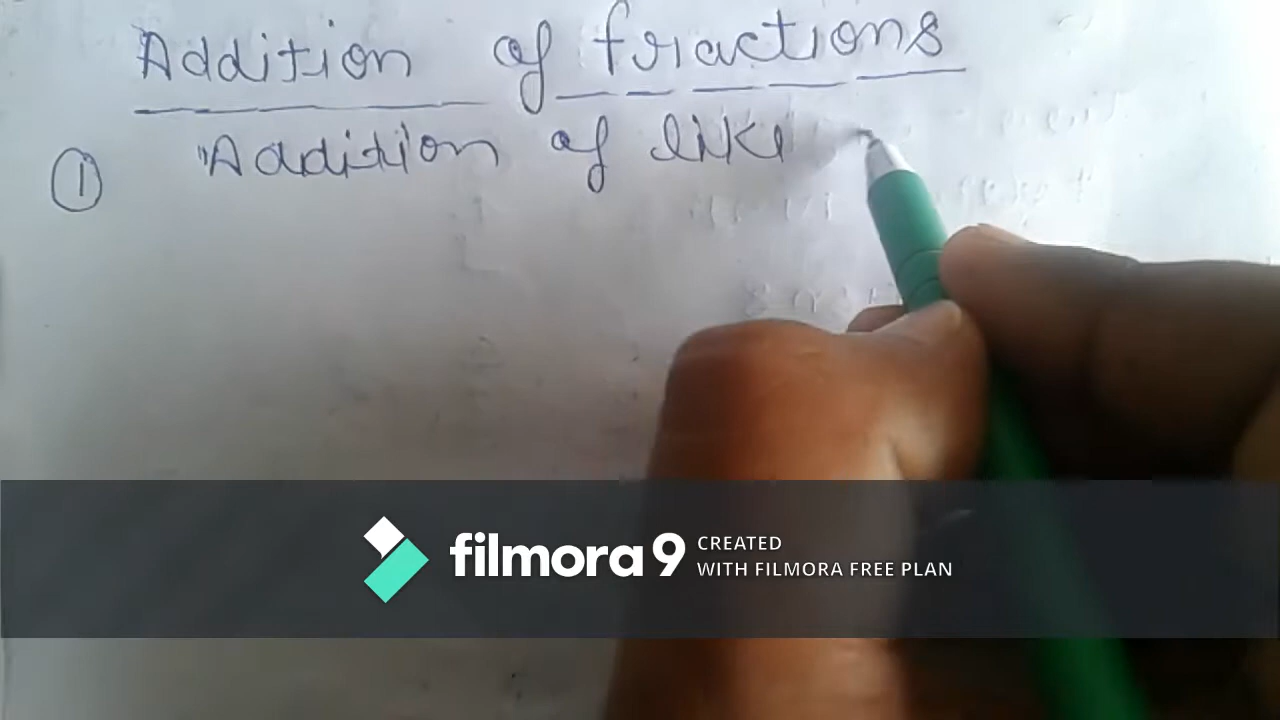 Addition of fractions
① Addition of like
filmora 9 CREATED
WITH FILMORA FREE PLAN